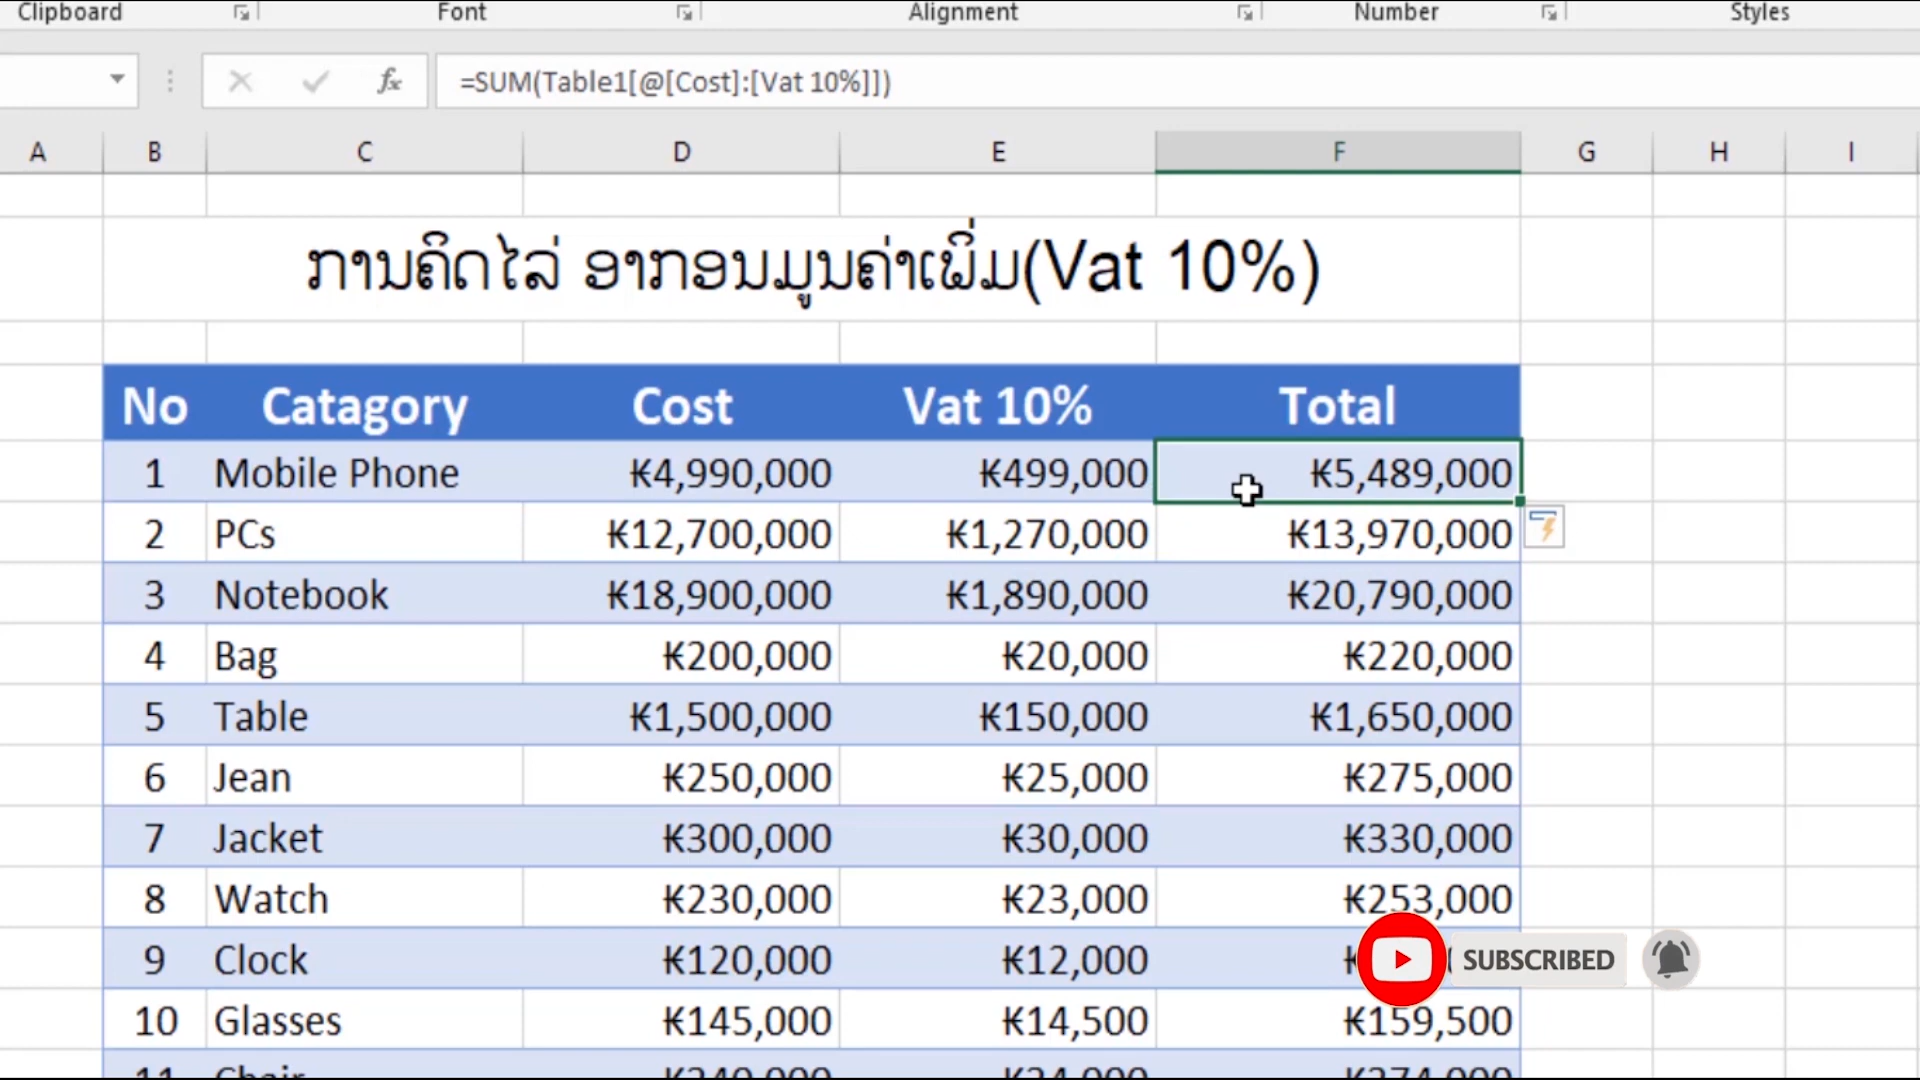 Clipboard Font Alignment Number Styles
fx =SUM(Table1[@[Cost]:[Vat 10%]])
A B C D E F G H I
ການຄິດໄລ່ ອາກອນມູນຄ່າເພິ່ມ(Vat 10%)
No Catagory Cost Vat 10% Total
1 Mobile Phone ₭4,990,000 ₭499,000 ₭5,489,000
2 PCs ₭12,700,000 ₭1,270,000 ₭13,970,000
3 Notebook ₭18,900,000 ₭1,890,000 ₭20,790,000
4 Bag ₭200,000 ₭20,000 ₭220,000
5 Table ₭1,500,000 ₭150,000 ₭1,650,000
6 Jean ₭250,000 ₭25,000 ₭275,000
7 Jacket ₭300,000 ₭30,000 ₭330,000
8 Watch ₭230,000 ₭23,000 ₭253,000
9 Clock ₭120,000 ₭12,000
SUBSCRIBED
10 Glasses ₭145,000 ₭14,500 ₭159,500
11 Chair